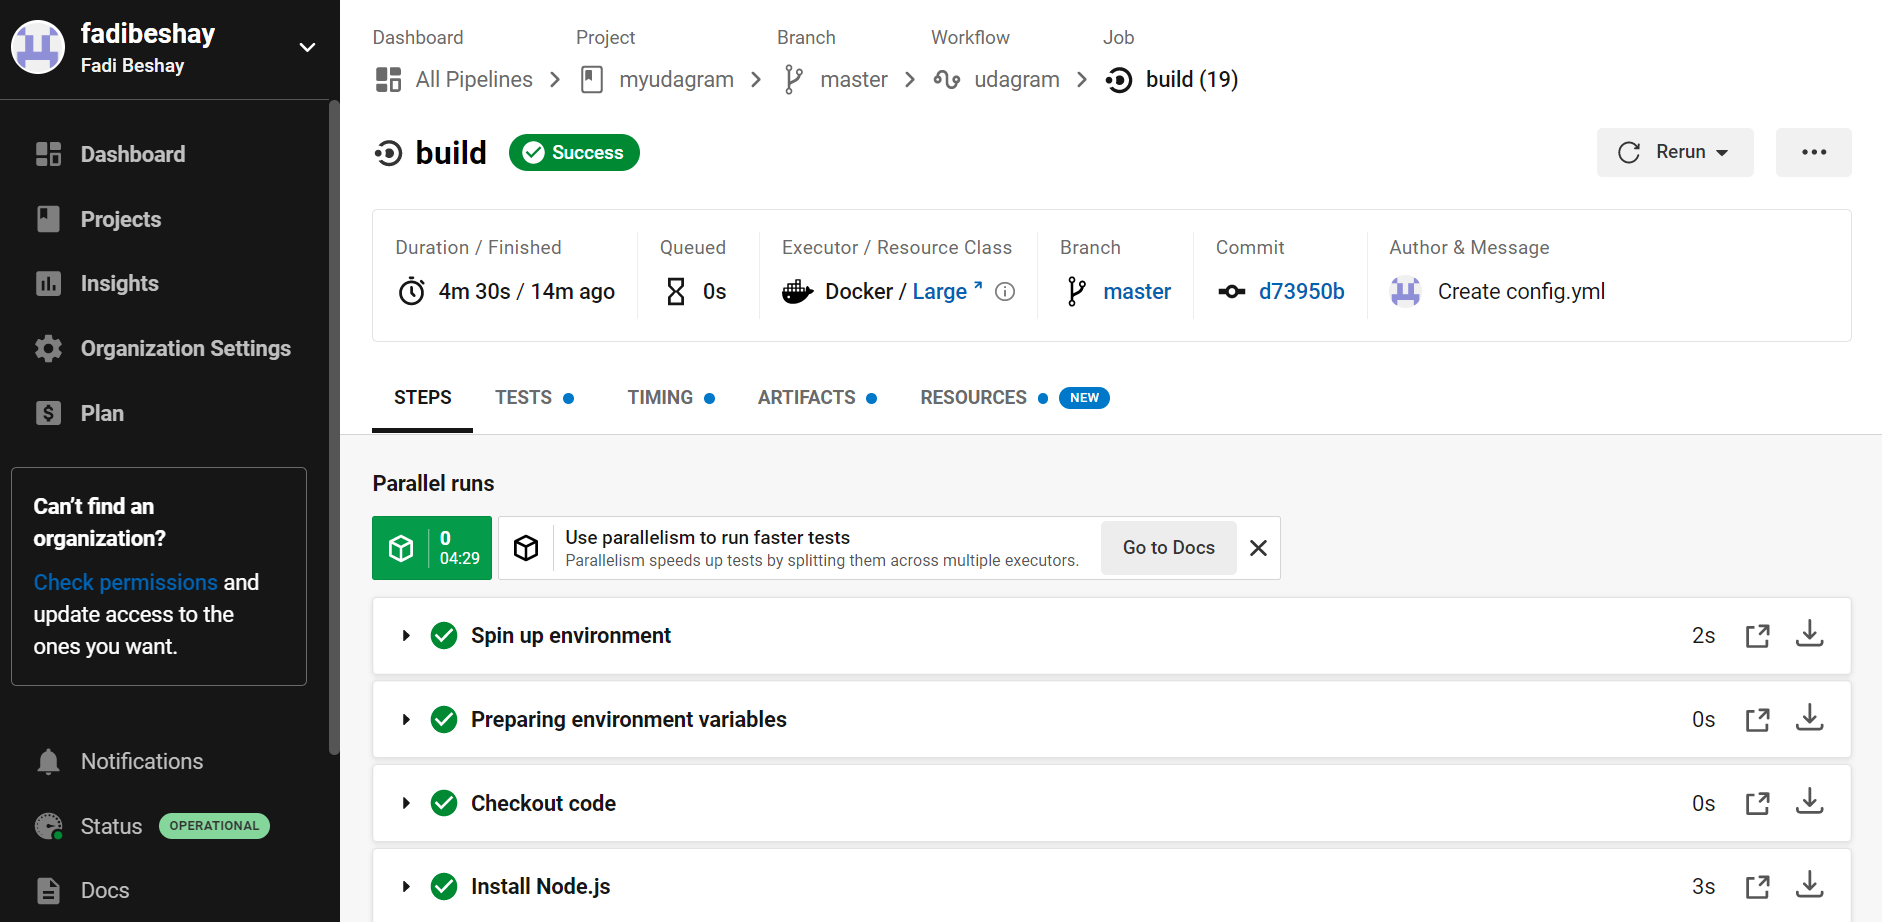 fadibeshay
Fadi Beshay
Dashboard
Projects
Insights
Organization Settings
Plan
Can't find an
organization?
Check permissions and
update access to the
ones you want.
Notifications
Status OPERATIONAL
Docs
Dashboard Project Branch Workflow Job
All Pipelines myudagram master udagram build (19)
build Success
Rerun
Duration / Finished Queued Executor / Resource Class Branch Commit Author & Message
4m 30s / 14m ago 0s Docker / Large master d73950b Create config.yml
STEPS TESTS TIMING ARTIFACTS RESOURCES NEW
Parallel runs
0
04:29
Use parallelism to run faster tests
Parallelism speeds up tests by splitting them across multiple executors.
Go to Docs
Spin up environment 2s
Preparing environment variables 0s
Checkout code 0s
Install Node.js 3s